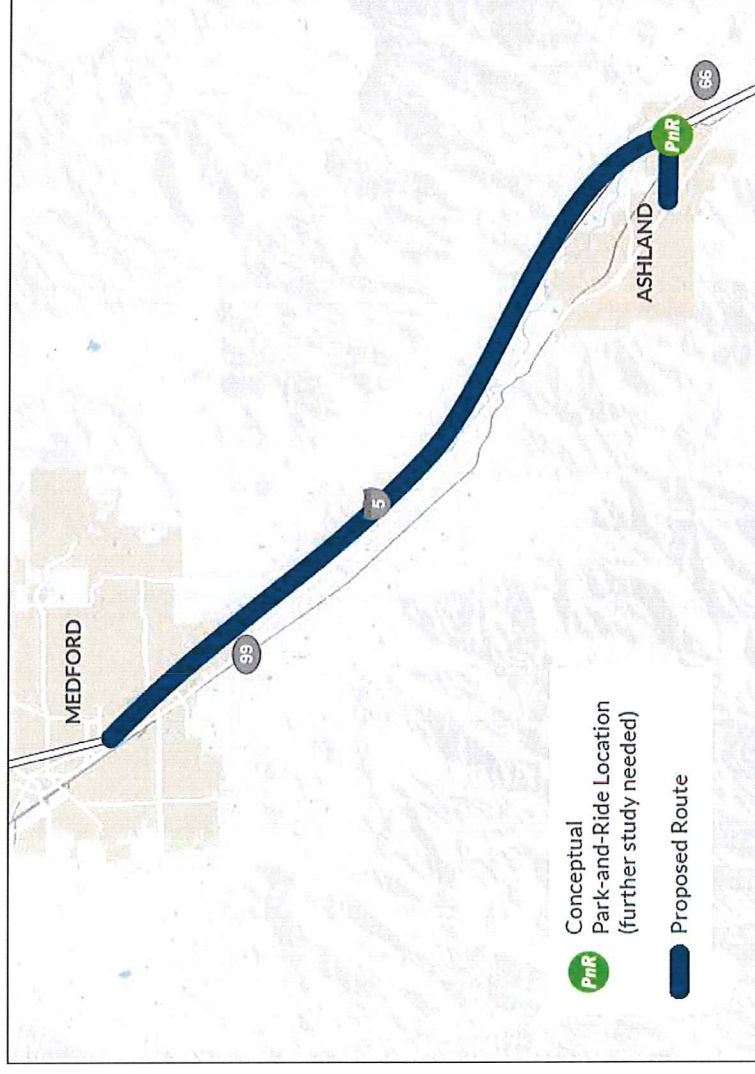 MEDFORD
99
5
ASHLAND
PnR
66
PnR Conceptual
Park-and-Ride Location
(further study needed)
Proposed Route